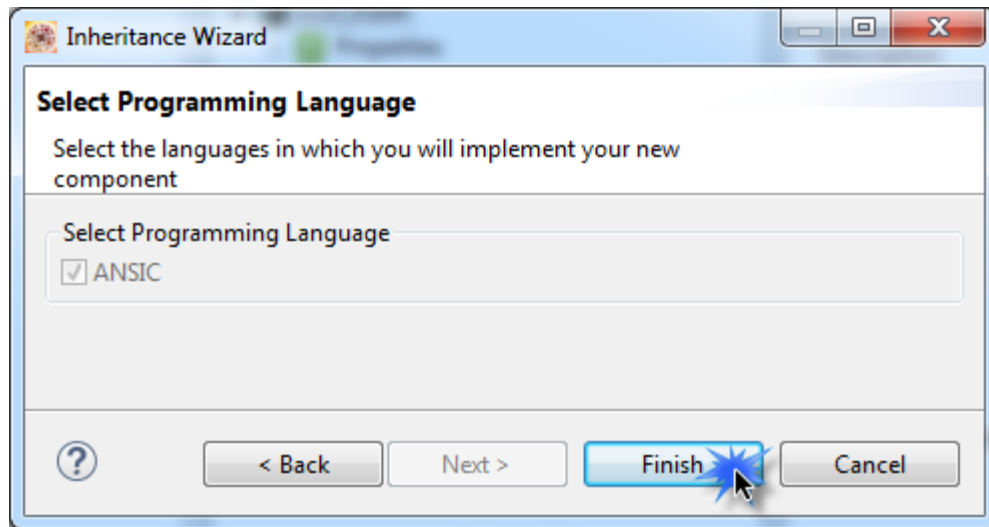 Inheritance Wizard
Select Programming Language
Select the languages in which you will implement your new
component
Select Programming Language
ANSIC
?
< Back
Next >
Finish
Cancel